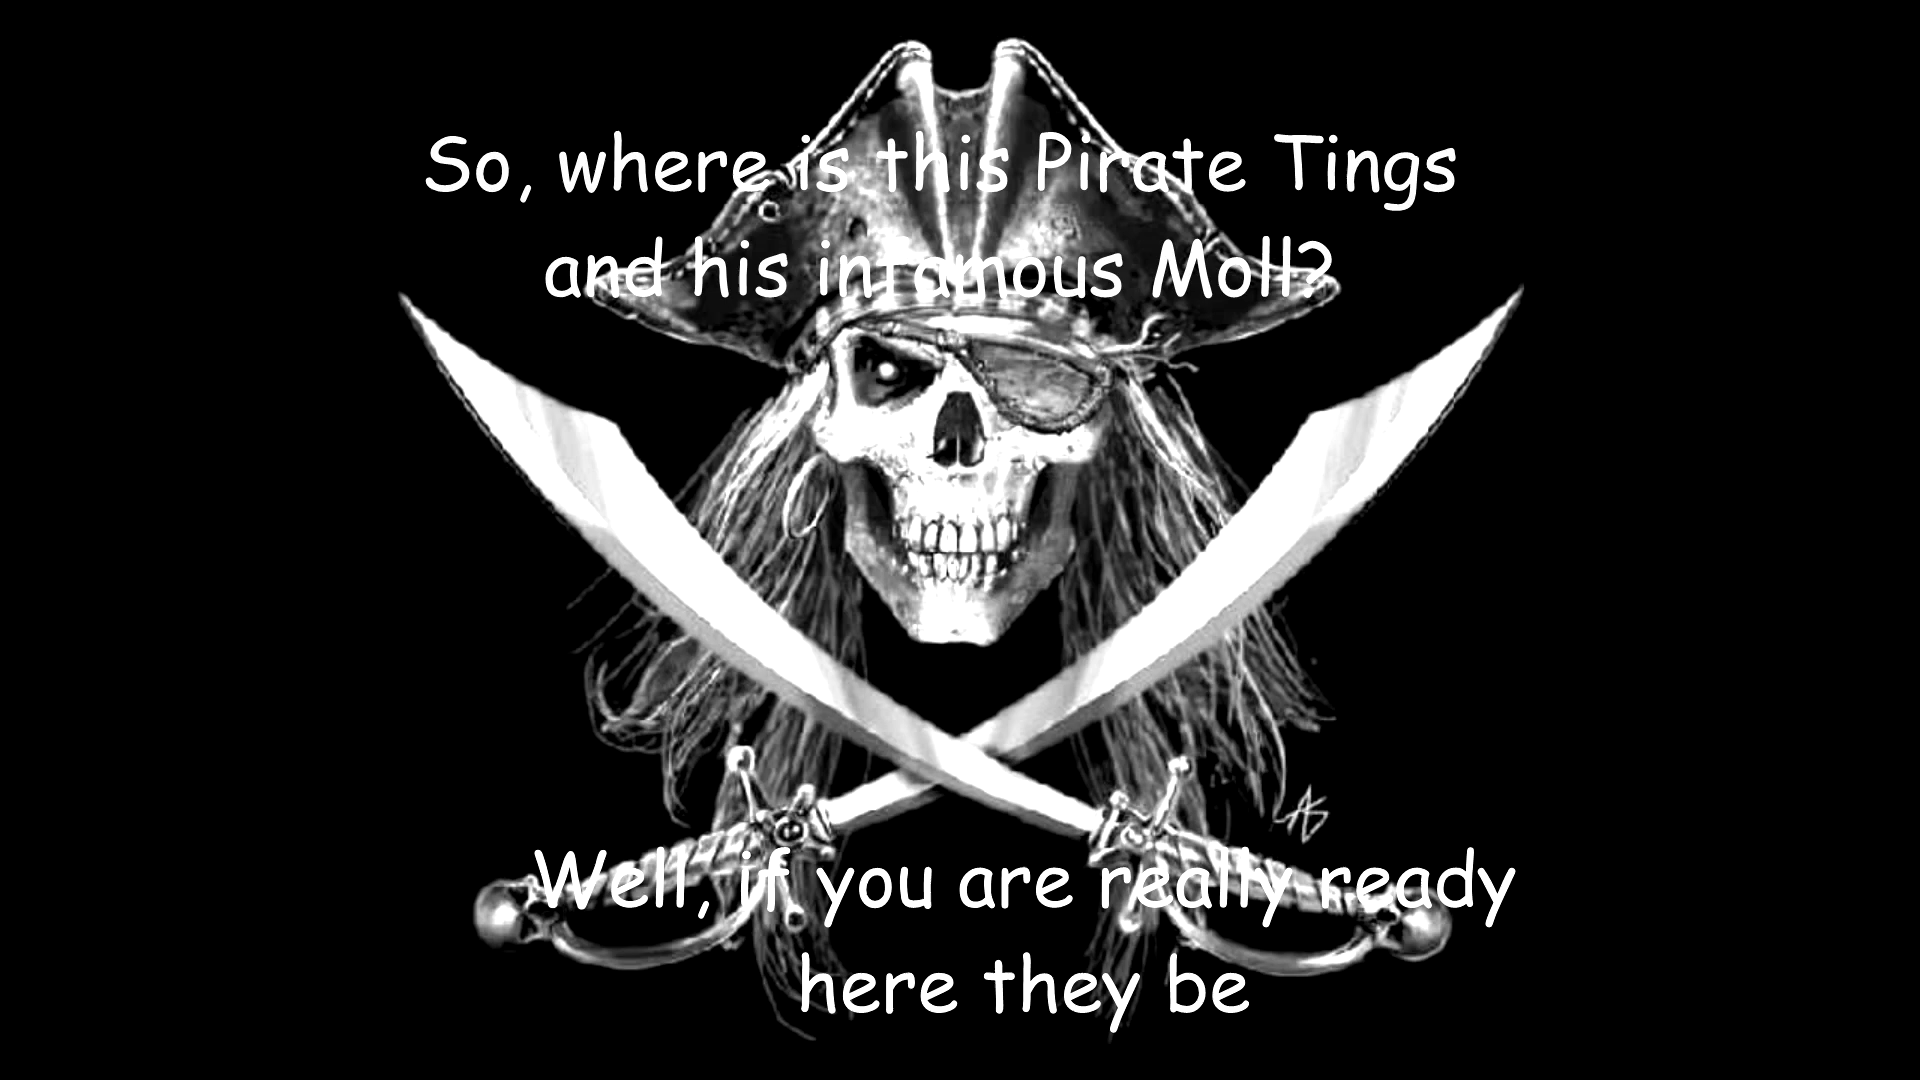 So, where is this Pirate Tings
and his infamous Moll?
Well, if you are really ready
here they be